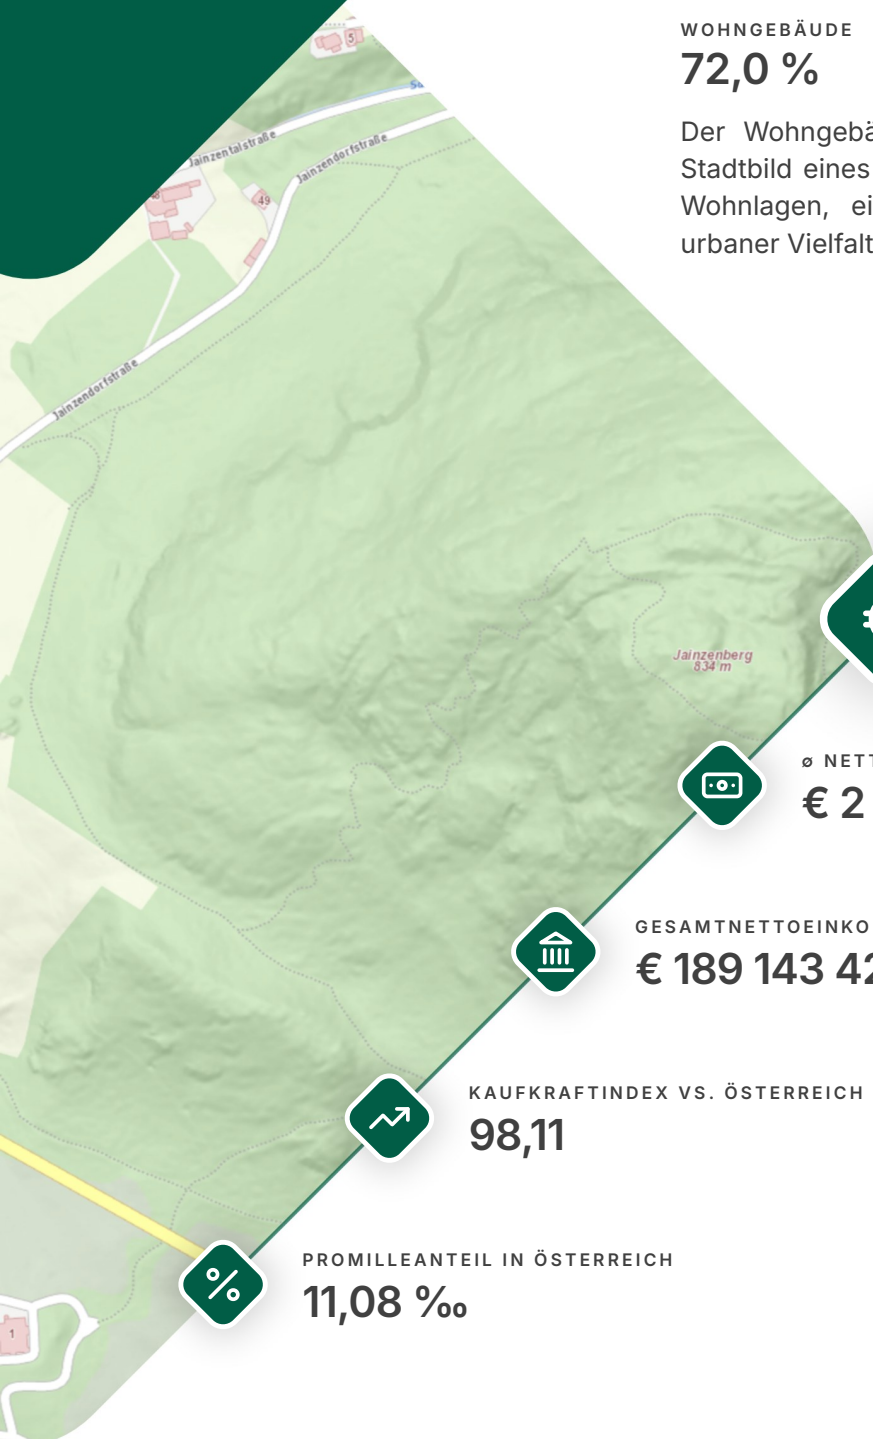 WOHNGEBÄUDE
72,0 %
Der Wohngebä
Stadtbild eines
Wohnlagen, ei
urbaner Vielfalt
5
Jainzentalstraße
Jainzendorfstraße
49
Jainzendorfstraße
Jainzenberg
834 m
ø NETT
€ 2
GESAMTNETTOEINKO
€ 189 143 42
KAUFKRAFTINDEX VS. ÖSTERREICH
98,11
PROMILLEANTEIL IN ÖSTERREICH
11,08 ‰
1